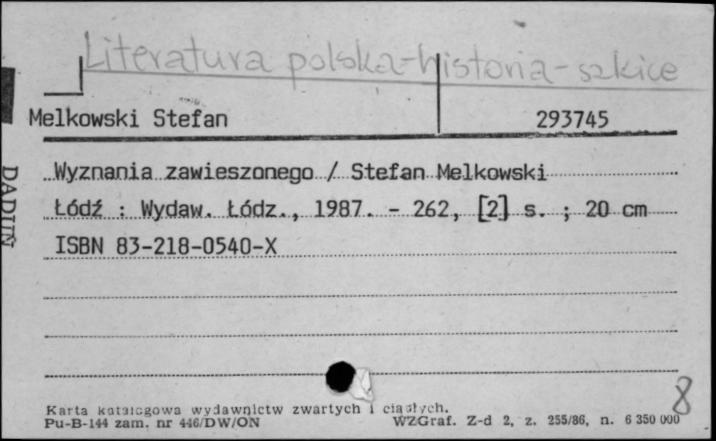 Literatura polska-historia-szkice
Melkowski Stefan 293745
Wyznania zawieszonego / Stefan Melkowski
Łódź : Wydaw. Łódz., 1987. - 262, [2] s. ; 20 cm
ISBN 83-218-0540-X
DADUŃ
8
Karta katalogowa wydawnictw zwartych i ciągłych.
Pu-B-144 zam. nr 446/DW/ON WZGraf. Z-d 2, z. 255/86, n. 6 350 000